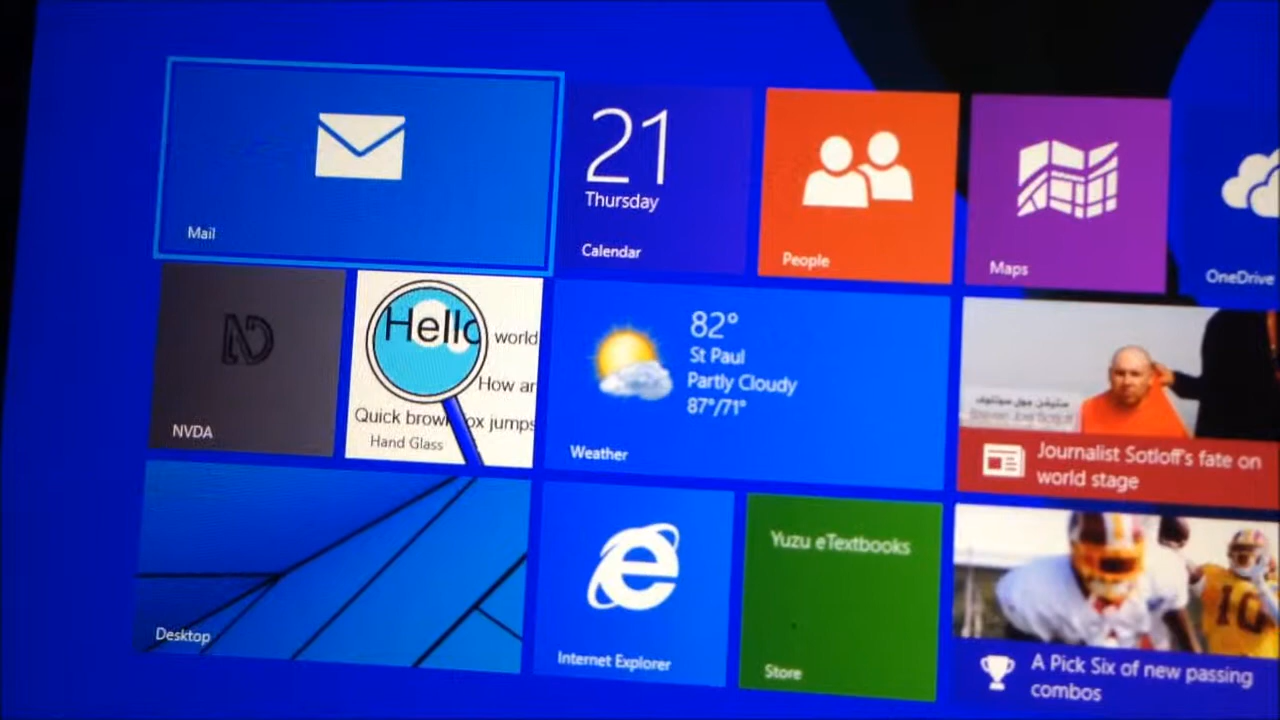 Mail
21
Thursday
Calendar
People
Maps
OneDrive
NVDA
Hello world
How ar
Quick brow ox jumps
Hand Glass
82°
St Paul
Partly Cloudy
87°/71°
Weather
Journalist Sotloff's fate on
world stage
Desktop
Internet Explorer
Yuzu eTextbooks
Store
10
A Pick Six of new passing
combos